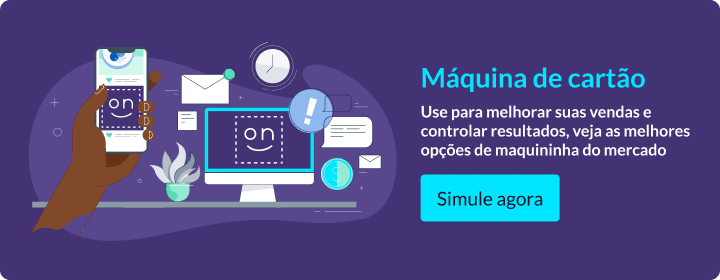 on
on
!
$
Máquina de cartão
Use para melhorar suas vendas e
controlar resultados, veja as melhores
opções de maquininha do mercado
Simule agora